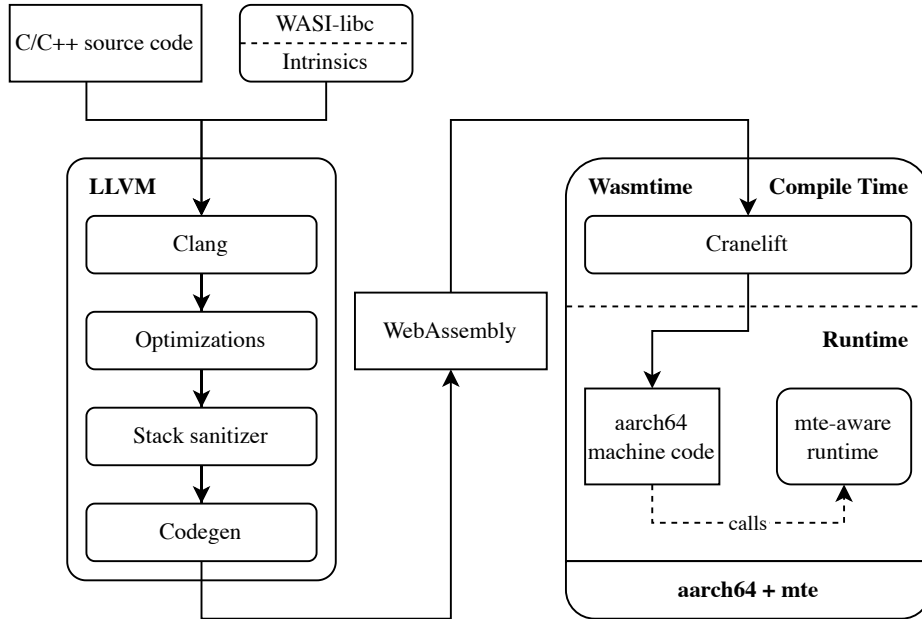 C/C++ source code
WASI-libc
Intrinsics
LLVM
Clang
Optimizations
Stack sanitizer
Codegen
WebAssembly
Wasmtime
Compile Time
Cranelift
Runtime
aarch64
machine code
mte-aware
runtime
calls
aarch64 + mte